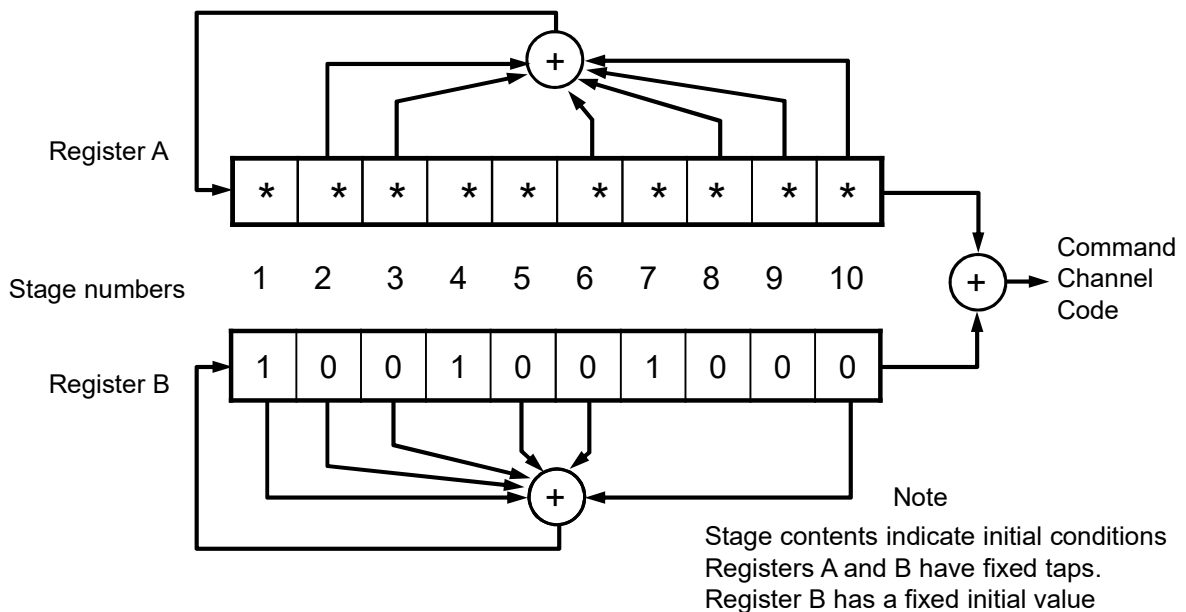 +
Register A
* * * * * * * * * *
Stage numbers 1 2 3 4 5 6 7 8 9 10
+
Command
Channel
Code
Register B
1 0 0 1 0 0 1 0 0 0
+
Note
Stage contents indicate initial conditions
Registers A and B have fixed taps.
Register B has a fixed initial value